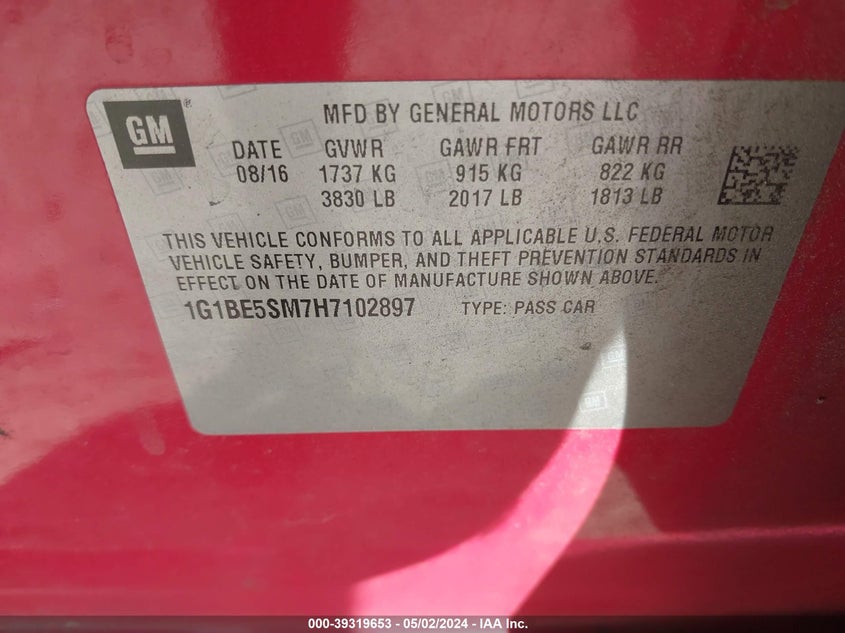 GM
MFD BY GENERAL MOTORS LLC
DATE GVWR GAWR FRT GAWR RR
08/16 1737 KG 915 KG 822 KG
3830 LB 2017 LB 1813 LB
THIS VEHICLE CONFORMS TO ALL APPLICABLE U.S. FEDERAL MOTOR
VEHICLE SAFETY, BUMPER, AND THEFT PREVENTION STANDARDS IN
EFFECT ON THE DATE OF MANUFACTURE SHOWN ABOVE.
1G1BE5SM7H7102897 TYPE: PASS CAR
000-39319653 - 05/02/2024 - IAA Inc.